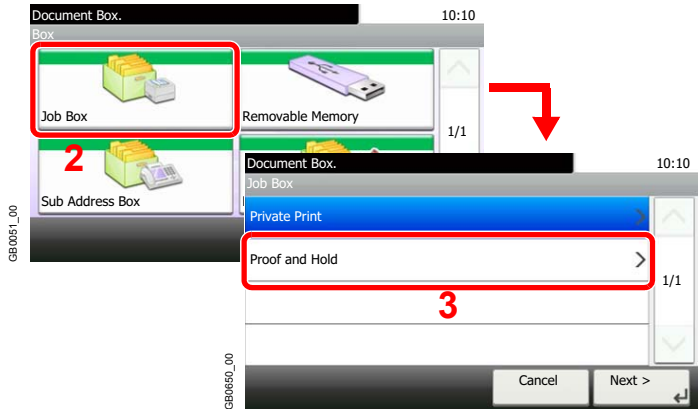 Document Box.
10:10
Box
Job Box
Removable Memory
1/1
2
Sub Address Box
GB0051_00
Document Box.
10:10
Job Box
Private Print
Proof and Hold
1/1
3
Cancel
Next >
GB0650_00